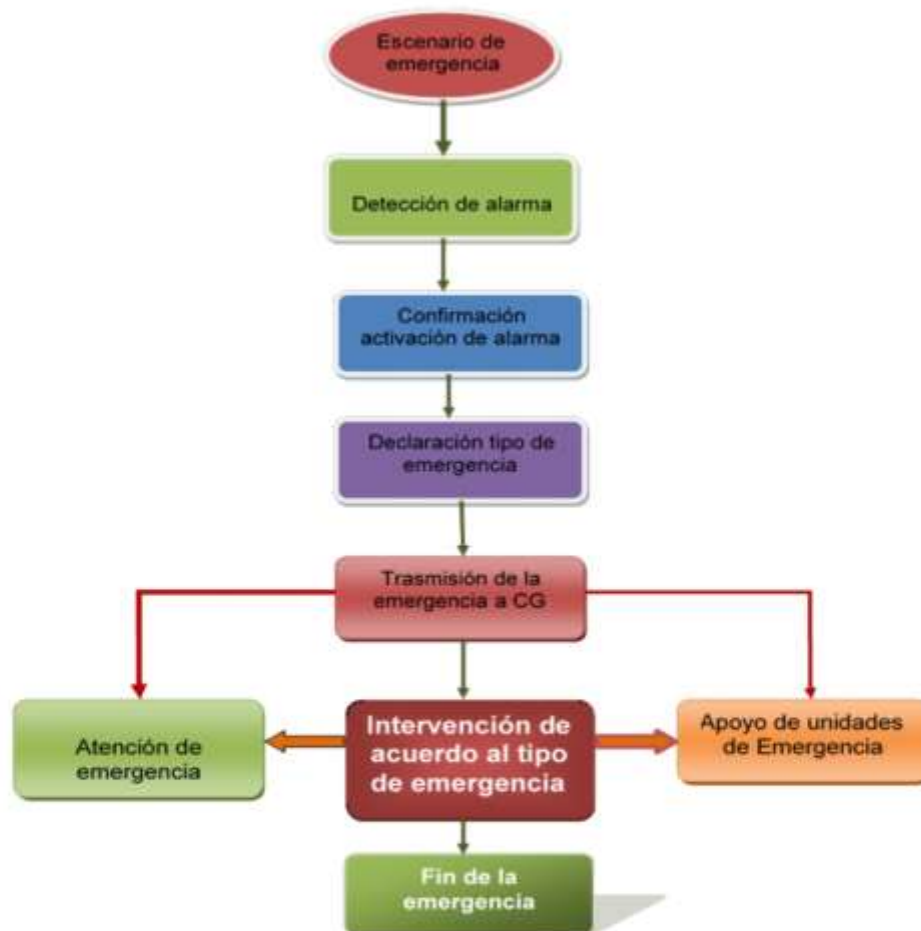 Escenario de
emergencia
Detección de alarma
Confirmación
activación de alarma
Declaración tipo de
emergencia
Trasmisión de la
emergencia a CG
Atención de
emergencia
Intervención de
acuerdo al tipo
de emergencia
Apoyo de unidades
de Emergencia
Fin de la
emergencia